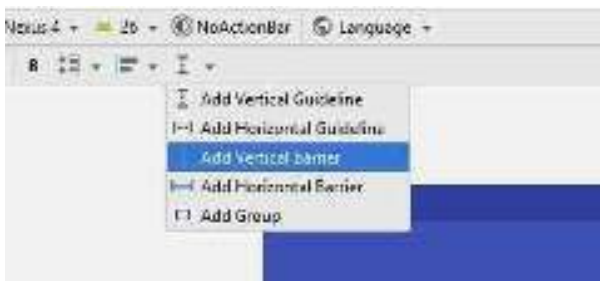 Nexus 4 26 NoActionBar Language
8
Add Vertical Guideline
Add Horizontal Guideline
Add Vertical barrier
Add Horizontal Barrier
Add Group